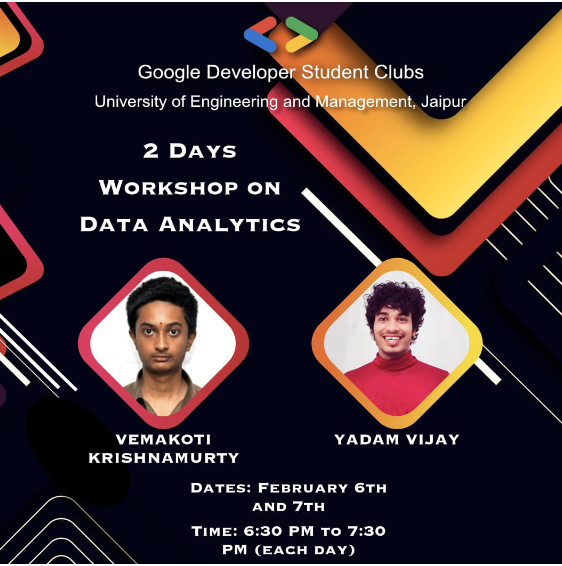 Google Developer Student Clubs
University of Engineering and Management, Jaipur
2 Days
Workshop on
Data Analytics
VEMAKOTI
KRISHNAMURTY
YADAM VIJAY
Dates: February 6th
and 7th
Time: 6:30 PM to 7:30
PM (each day)